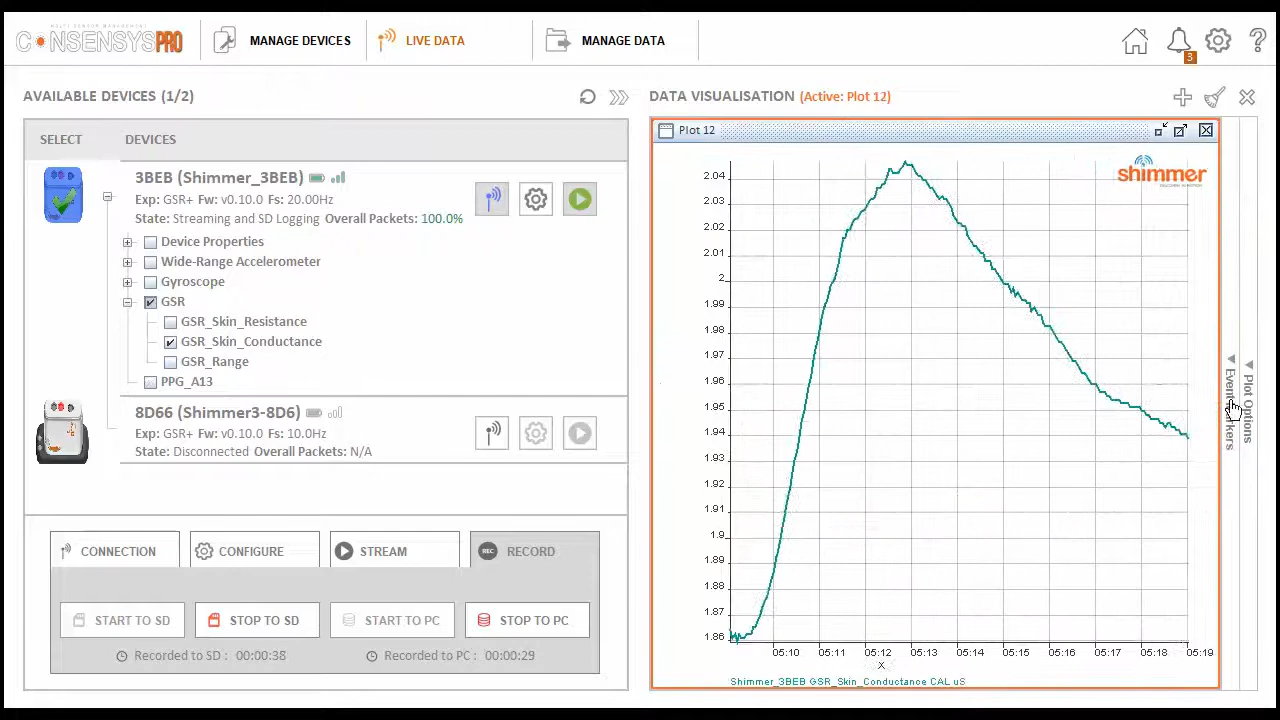 MULTI SENSOR MANAGEMENT
CONSENSYSPRO
MANAGE DEVICES
LIVE DATA
MANAGE DATA
3
AVAILABLE DEVICES (1/2)
SELECT
DEVICES
3BEB (Shimmer_3BEB)
Exp: GSR+ Fw: v0.10.0 Fs: 20.00Hz
State: Streaming and SD Logging Overall Packets: 100.0%
Device Properties
Wide-Range Accelerometer
Gyroscope
GSR
GSR_Skin_Resistance
GSR_Skin_Conductance
GSR_Range
PPG_A13
8D66 (Shimmer3-8D6)
Exp: GSR+ Fw: v0.10.0 Fs: 10.0Hz
State: Disconnected Overall Packets: N/A
CONNECTION
CONFIGURE
STREAM
REC
RECORD
START TO SD
STOP TO SD
START TO PC
STOP TO PC
Recorded to SD : 00:00:38
Recorded to PC : 00:00:29
DATA VISUALISATION (Active: Plot 12)
Plot 12
shimmer
2.04
2.03
2.02
2.01
2
1.99
1.98
1.97
1.96
1.95
1.94
1.93
1.92
1.91
1.9
1.89
1.88
1.87
1.86
05:10 05:11 05:12 05:13 05:14 05:15 05:16 05:17 05:18 05:19
X
Shimmer_3BEB GSR_Skin_Conductance CAL uS
Event Markers
Plot Options